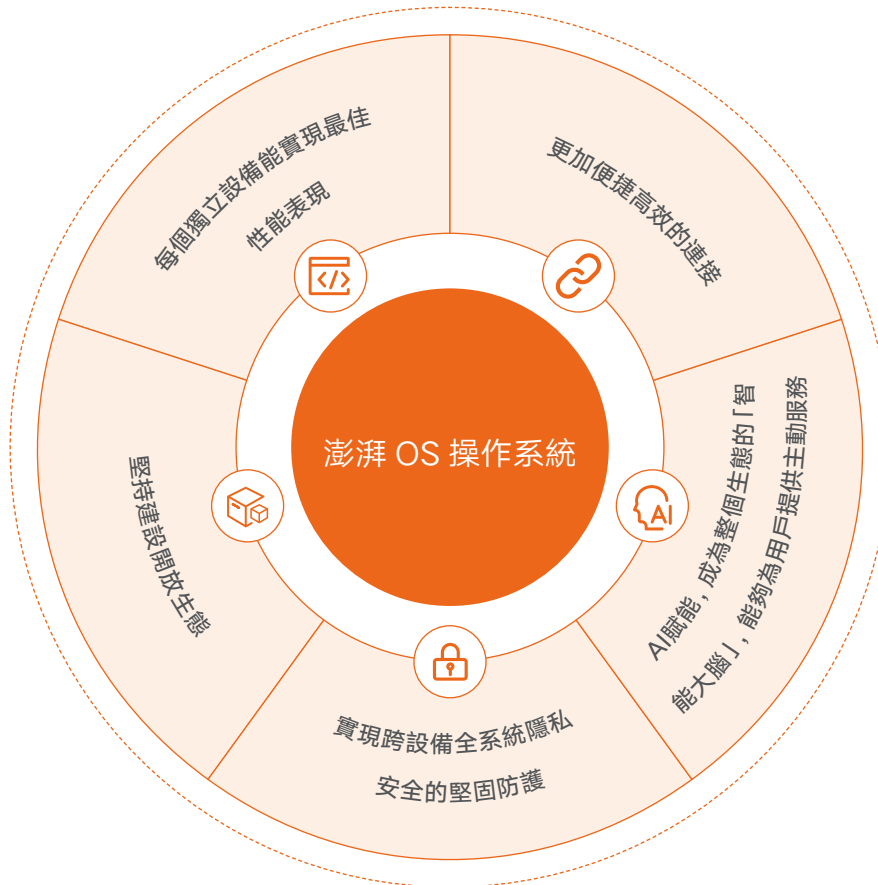 每個獨立設備能實現最佳
性能表現
更加便捷高效的連接
澎湃 OS 操作系統
AI賦能，成為整個生態的「智
能大腦」，能夠為用戶提供主動服務
AI
堅持建設開放生態
實現跨設備全系統隱私
安全的堅固防護